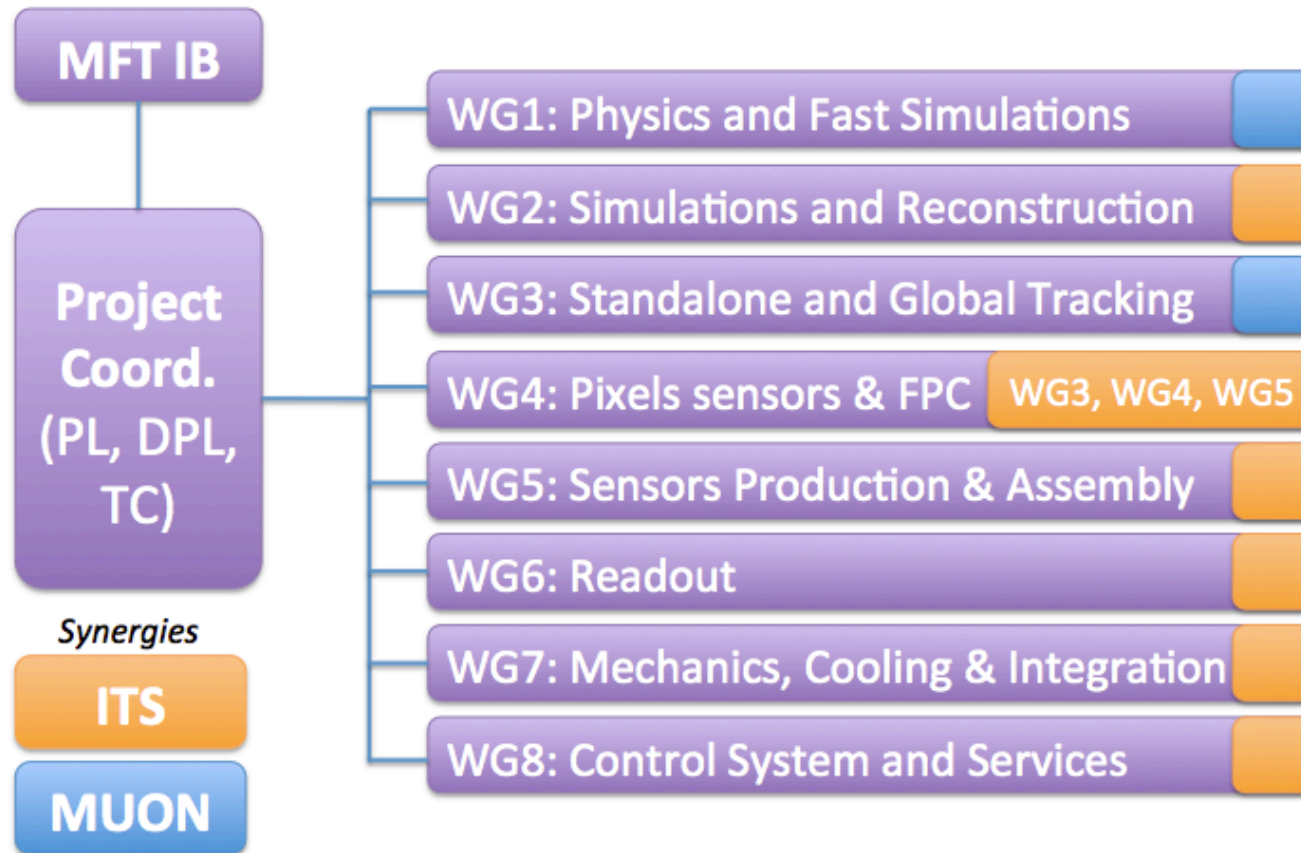 MFT IB
Project
Coord.
(PL, DPL,
TC)
Synergies
ITS
MUON
WG1: Physics and Fast Simulations
WG2: Simulations and Reconstruction
WG3: Standalone and Global Tracking
WG4: Pixels sensors & FPC WG3, WG4, WG5
WG5: Sensors Production & Assembly
WG6: Readout
WG7: Mechanics, Cooling & Integration
WG8: Control System and Services